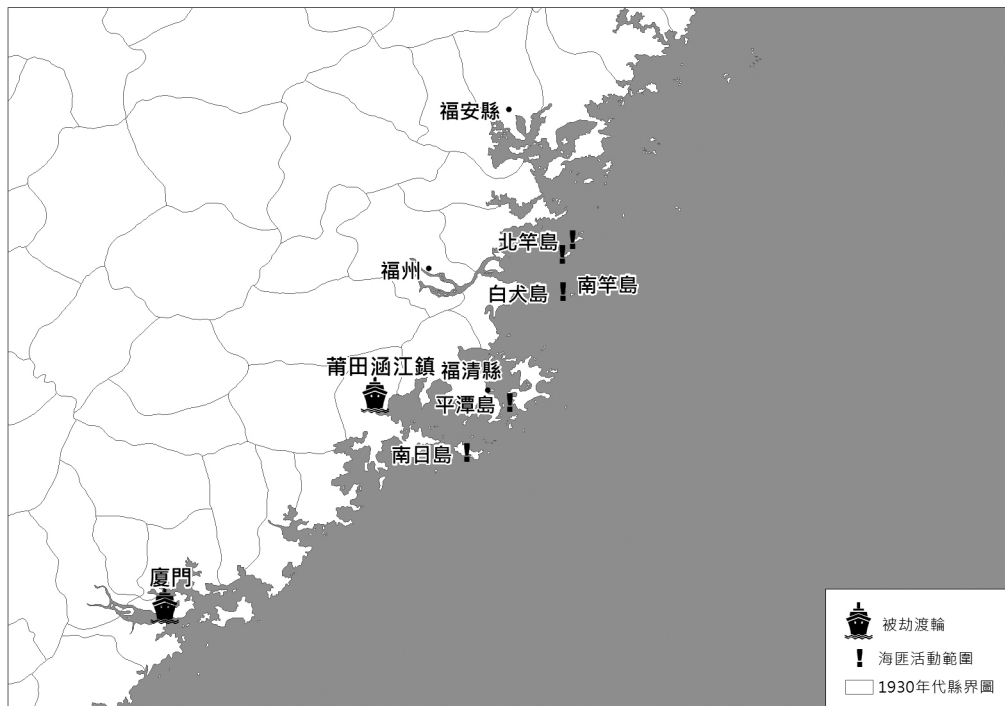 福安縣
北竿島
福州
白犬島
南竿島
莆田涵江鎮
福清縣
平潭島
南日島
廈門
被劫渡輪
海匪活動範圍
1930年代縣界圖